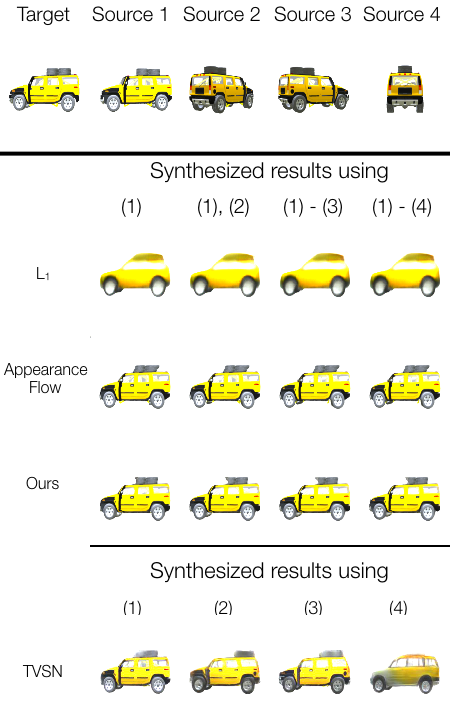 Target Source 1 Source 2 Source 3 Source 4
Synthesized results using
(1) (1), (2) (1) - (3) (1) - (4)
L₁
Appearance
Flow
Ours
Synthesized results using
(1) (2) (3) (4)
TVSN